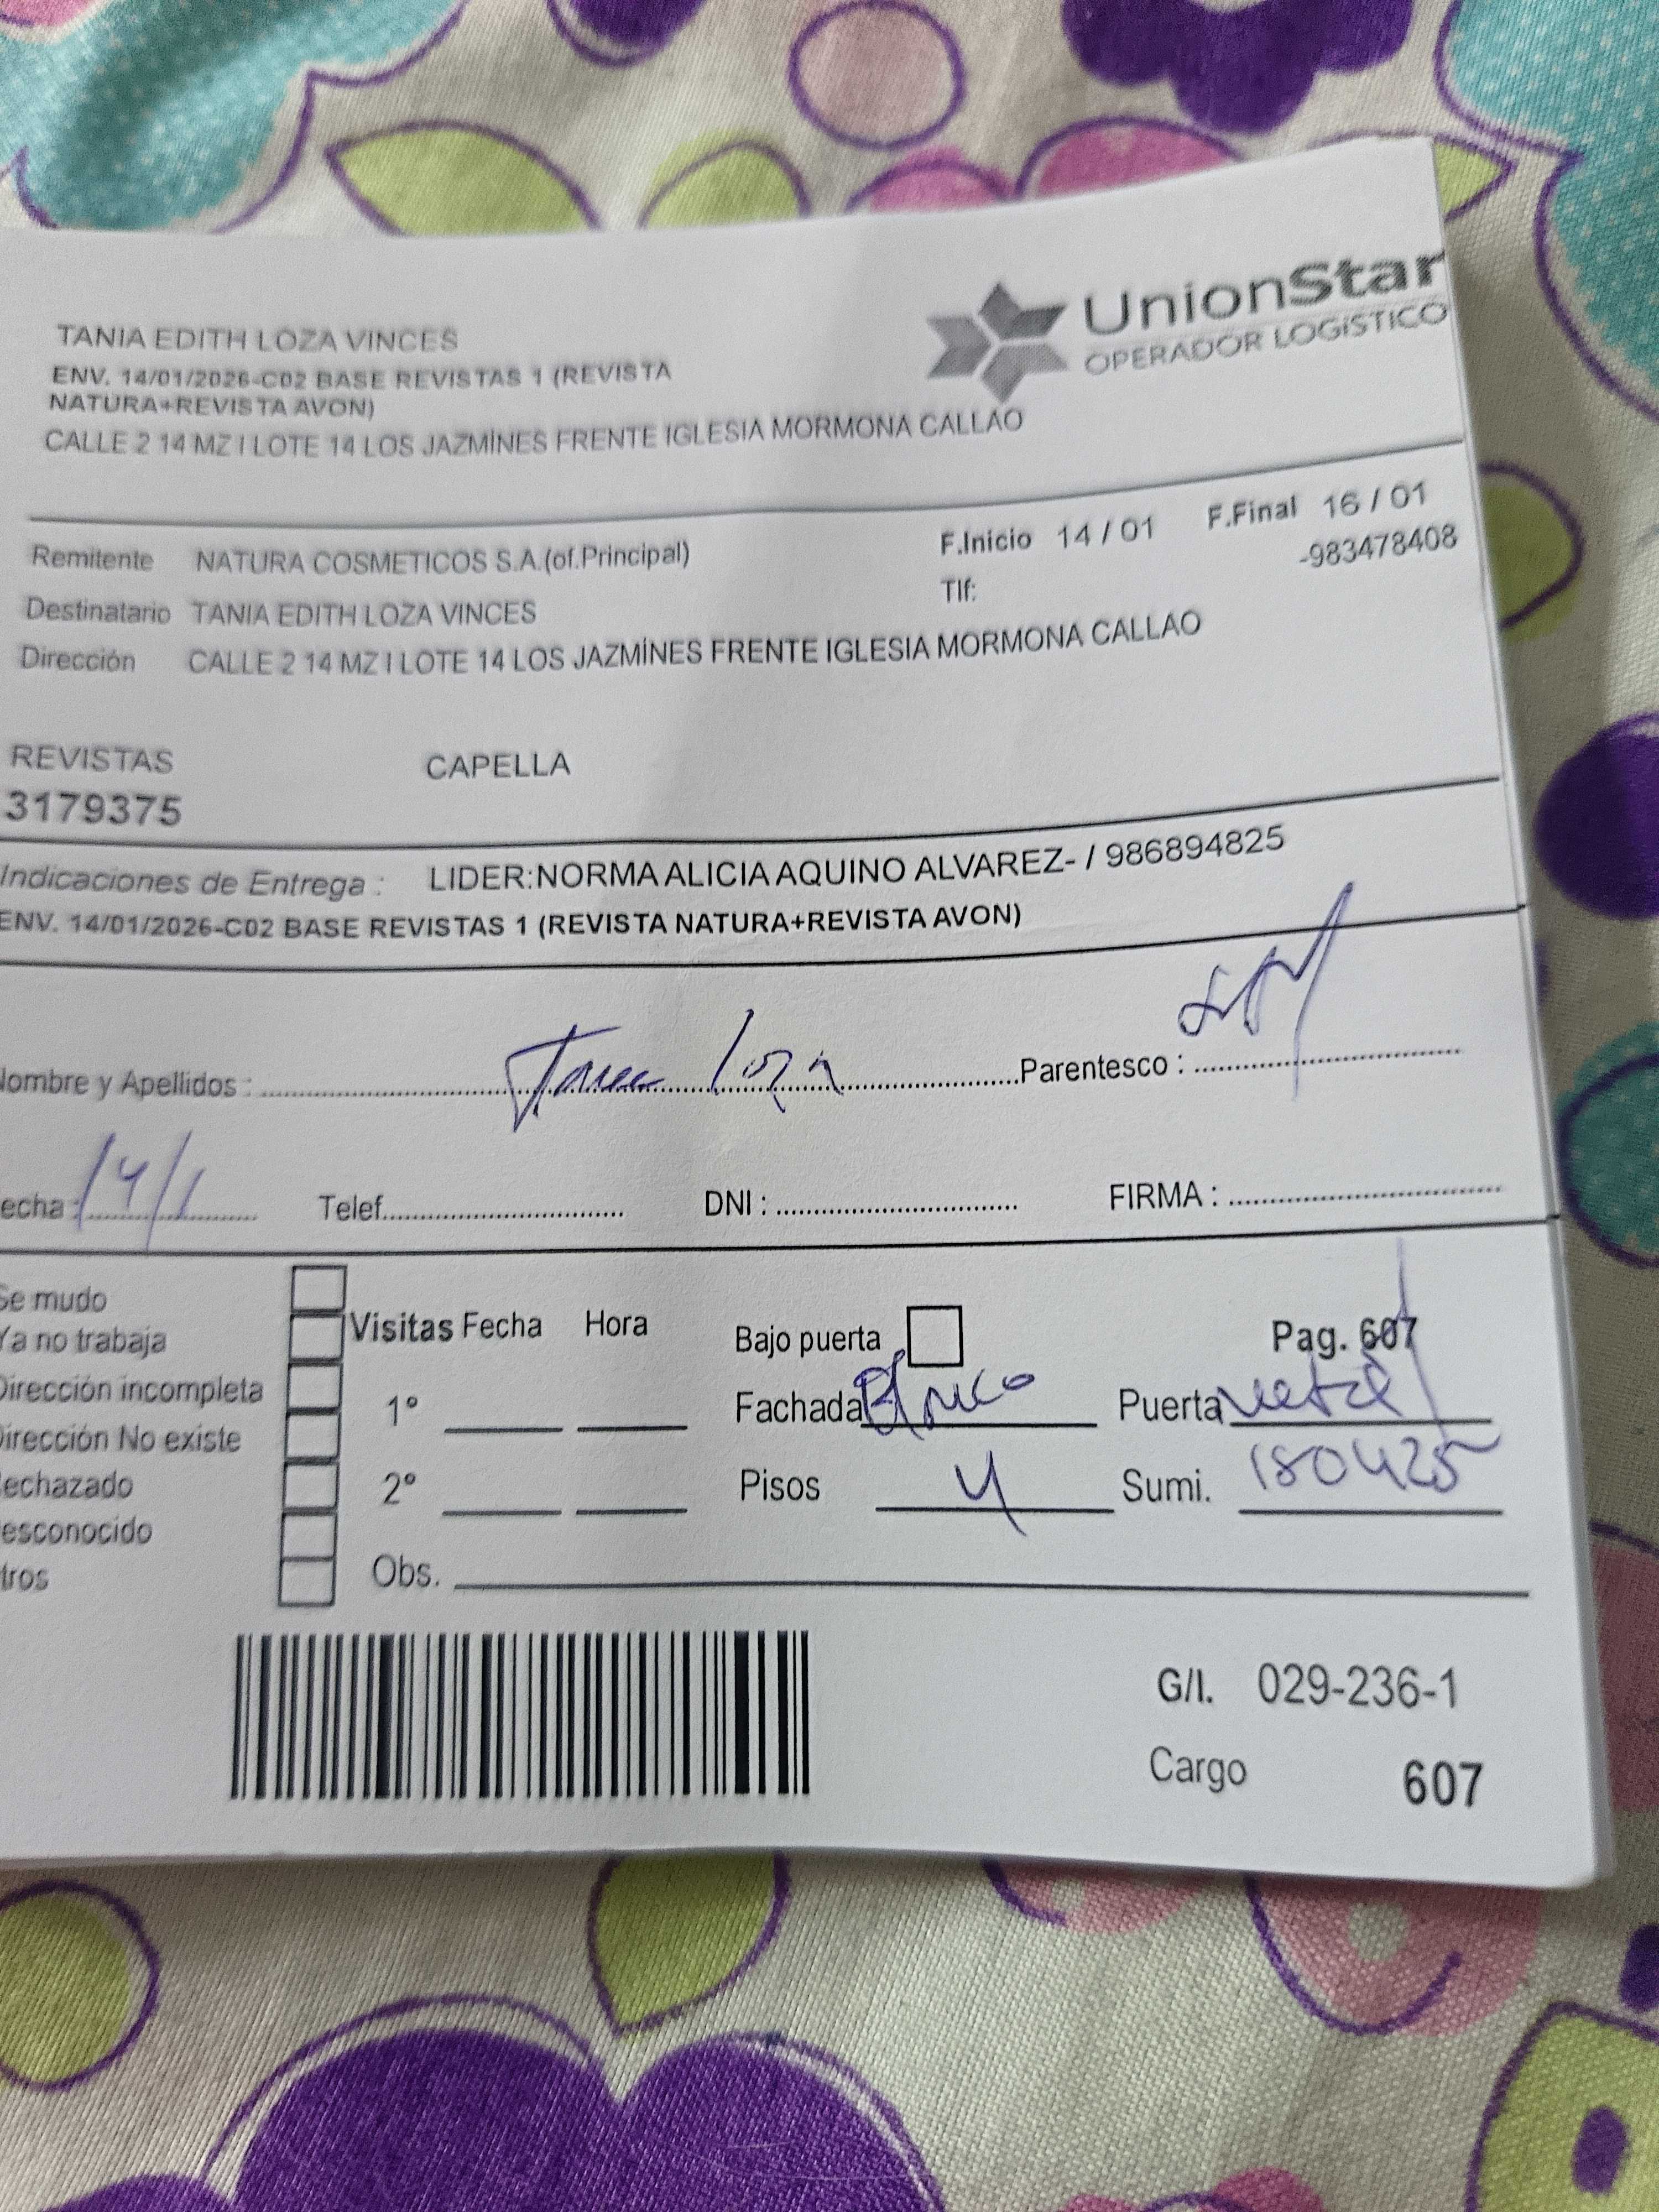 UnionStar
OPERADOR LOGÍSTICO
TANIA EDITH LOZA VINCES
ENV. 14/01/2026-C02 BASE REVISTAS 1 (REVISTA
NATURA+REVISTA AVON)
CALLE 2 14 MZ I LOTE 14 LOS JAZMÍNES FRENTE IGLESIA MORMONA CALLAO
Remitente NATURA COSMETICOS S.A.(of.Principal) F.Inicio 14 / 01 F.Final 16 / 01
Tlf: -983478408
Destinatario TANIA EDITH LOZA VINCES
Dirección CALLE 2 14 MZ I LOTE 14 LOS JAZMÍNES FRENTE IGLESIA MORMONA CALLAO
REVISTAS CAPELLA
3179375
Indicaciones de Entrega : LIDER:NORMA ALICIA AQUINO ALVAREZ- / 986894825
ENV. 14/01/2026-C02 BASE REVISTAS 1 (REVISTA NATURA+REVISTA AVON)
Nombre y Apellidos : Loza Parentesco :
echa : 14/1 Telef. DNI : FIRMA :
Se mudo
Ya no trabaja
Dirección incompleta
Dirección No existe
echazado
esconocido
tros
Visitas Fecha Hora
1°
2°
Obs.
Bajo puerta Pag. 607
Fachada Blanco Puerta metal
Pisos 4 Sumi. 180425
G/I. 029-236-1
Cargo 607